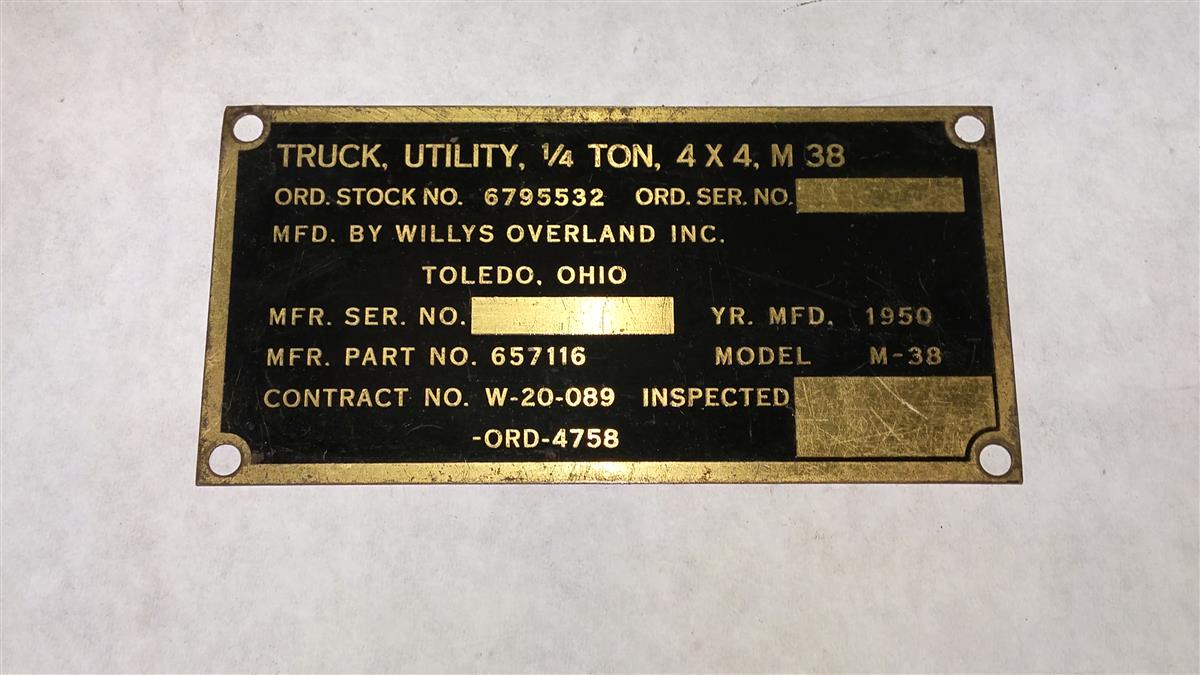 TRUCK, UTILITY, 1/4 TON, 4 X 4, M 38
ORD. STOCK NO. 6795532 ORD. SER. NO.
MFD. BY WILLYS OVERLAND INC.
TOLEDO, OHIO
MFR. SER. NO. YR. MFD. 1950
MFR. PART NO. 657116 MODEL M-38
CONTRACT NO. W-20-089 INSPECTED
-ORD-4758